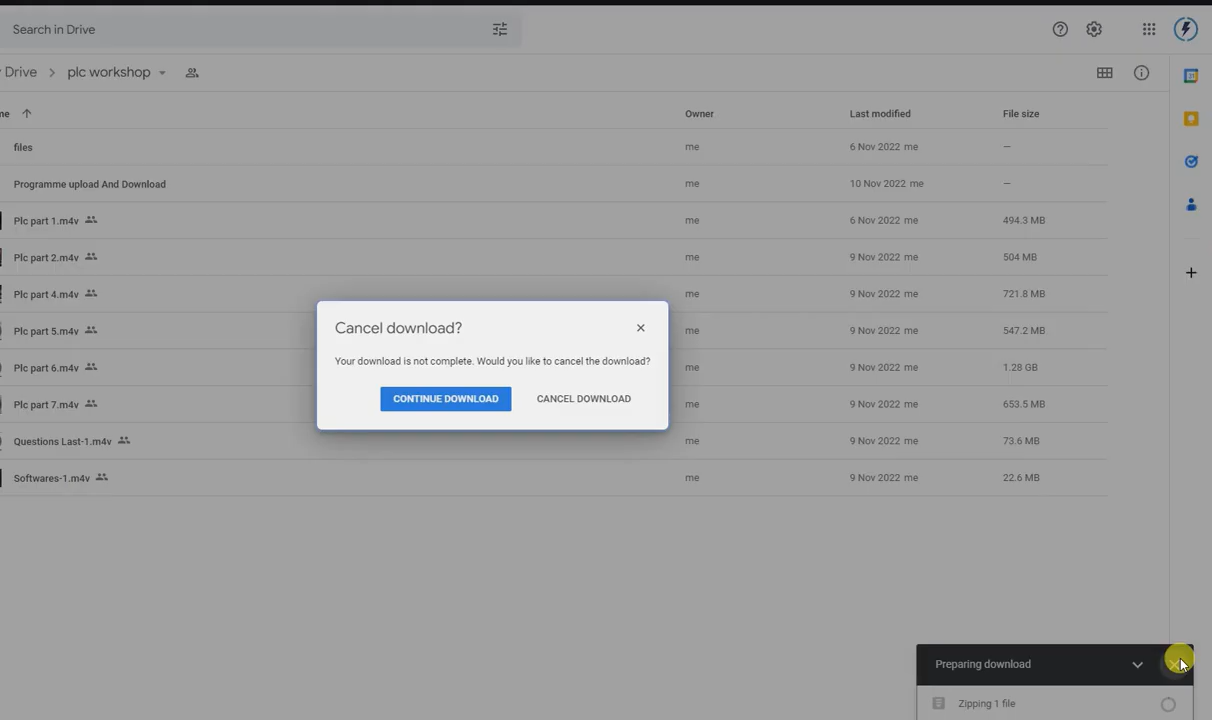 Search in Drive
Drive > plc workshop
me Owner Last modified File size
files me 6 Nov 2022 me —
Programme upload And Download me 10 Nov 2022 me —
Plc part 1.m4v me 6 Nov 2022 me 494.3 MB
Plc part 2.m4v me 9 Nov 2022 me 504 MB
Plc part 4.m4v me 9 Nov 2022 me 721.8 MB
Plc part 5.m4v me 9 Nov 2022 me 547.2 MB
Plc part 6.m4v me 9 Nov 2022 me 1.28 GB
Plc part 7.m4v me 9 Nov 2022 me 653.5 MB
Questions Last-1.m4v me 9 Nov 2022 me 73.6 MB
Softwares-1.m4v me 9 Nov 2022 me 22.6 MB
Cancel download?
Your download is not complete. Would you like to cancel the download?
CONTINUE DOWNLOAD CANCEL DOWNLOAD
Preparing download
Zipping 1 file